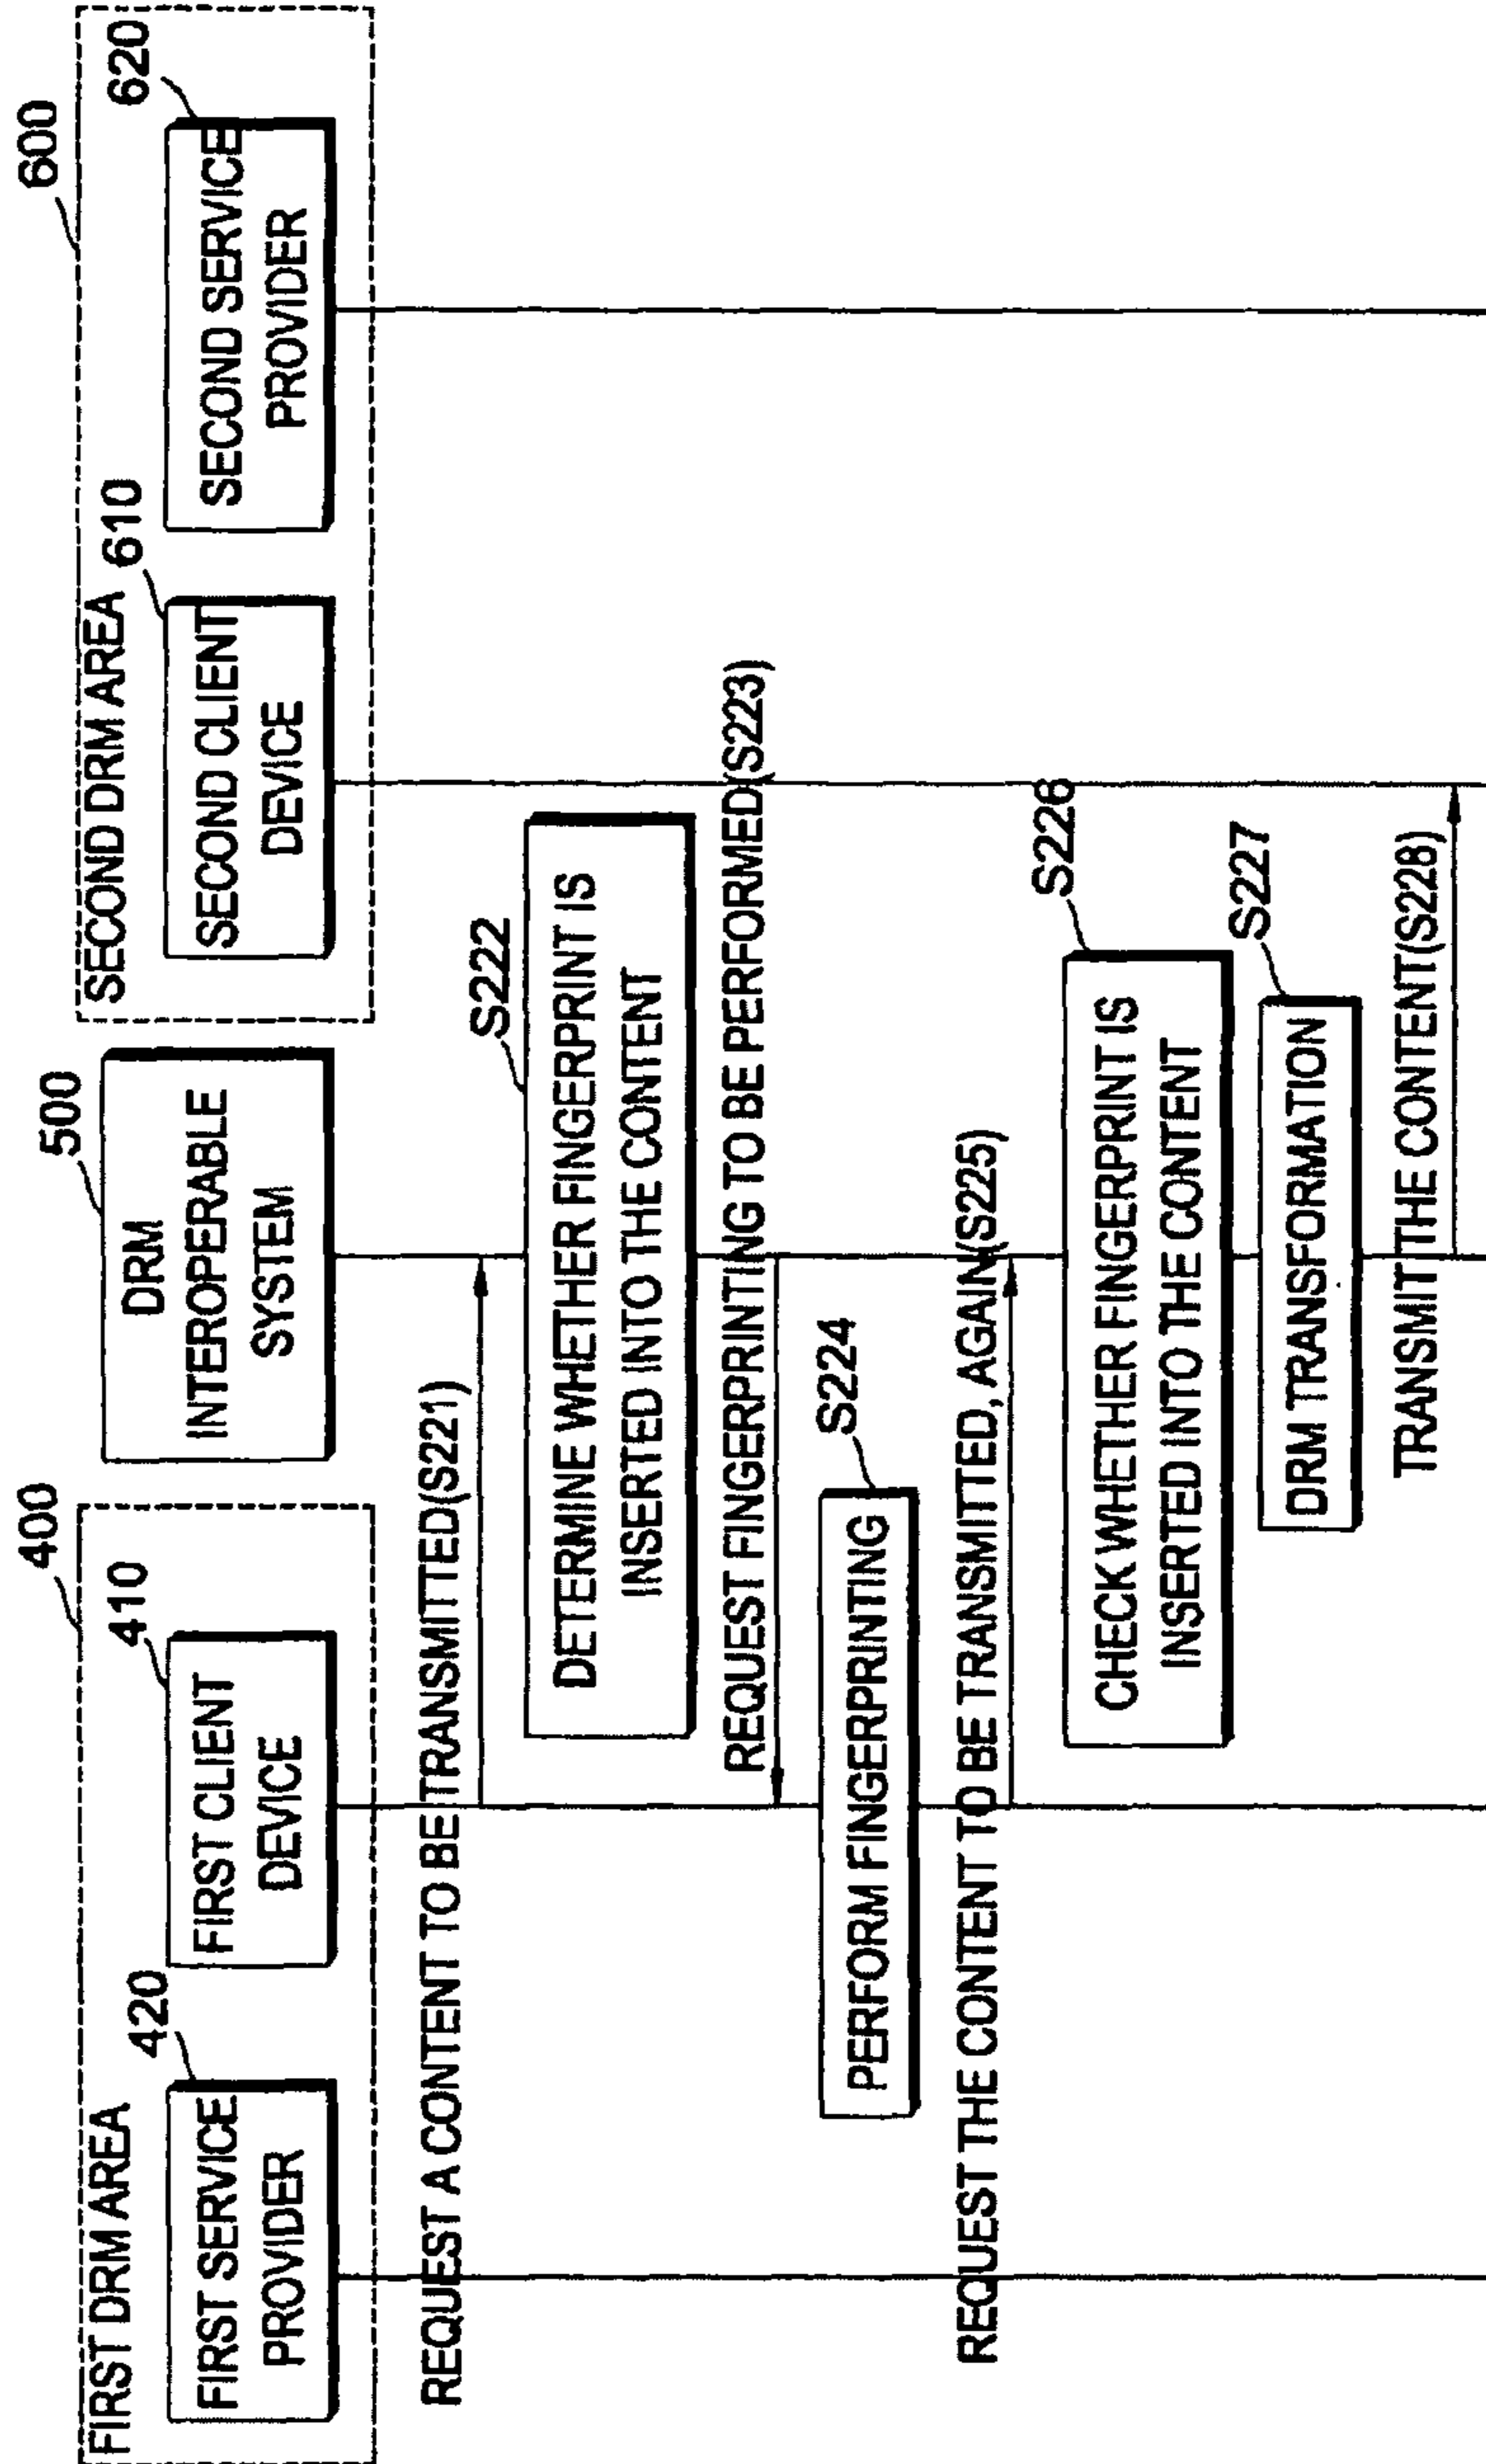 FIRST DRM AREA
400
420
FIRST SERVICE
PROVIDER
410
FIRST CLIENT
DEVICE
500
DRM
INTEROPERABLE
SYSTEM
600
SECOND DRM AREA
610
SECOND CLIENT
DEVICE
620
SECOND SERVICE
PROVIDER
REQUEST A CONTENT TO BE TRANSMITTED(S221)
S222
DETERMINE WHETHER FINGERPRINT IS
INSERTED INTO THE CONTENT
REQUEST FINGERPRINTING TO BE PERFORMED(S223)
S224
PERFORM FINGERPRINTING
REQUEST THE CONTENT TO BE TRANSMITTED, AGAIN(S225)
S226
CHECK WHETHER FINGERPRINT IS
INSERTED INTO THE CONTENT
S227
DRM TRANSFORMATION
TRANSMIT THE CONTENT(S228)